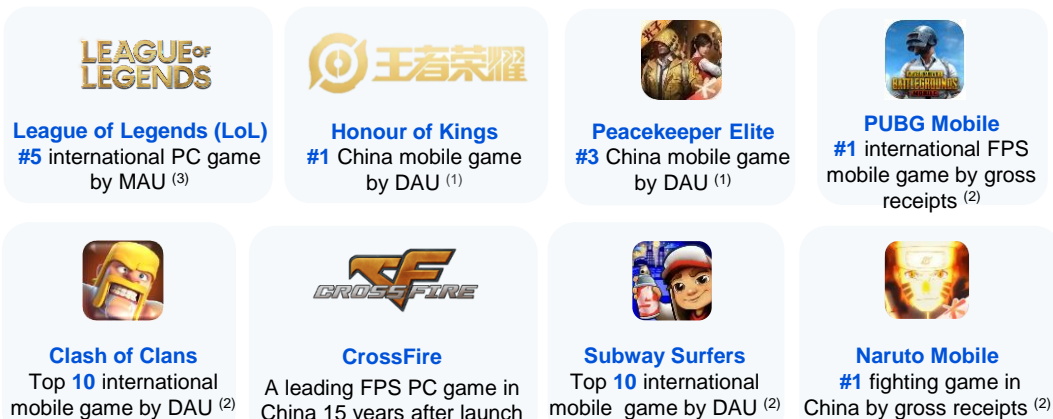 LEAGUE OF
LEGENDS
League of Legends (LoL)
#5 international PC game
by MAU (3)
王者荣耀
Honour of Kings
#1 China mobile game
by DAU (1)
Peacekeeper Elite
#3 China mobile game
by DAU (1)
BATTLEGROUNDS
MOBILE
PUBG Mobile
#1 international FPS
mobile game by gross
receipts (2)
Clash of Clans
Top 10 international
mobile game by DAU (2)
CF
CROSSFIRE
CrossFire
A leading FPS PC game in
China 15 years after launch
Subway Surfers
Top 10 international
mobile game by DAU (2)
Naruto Mobile
#1 fighting game in
China by gross receipts (2)